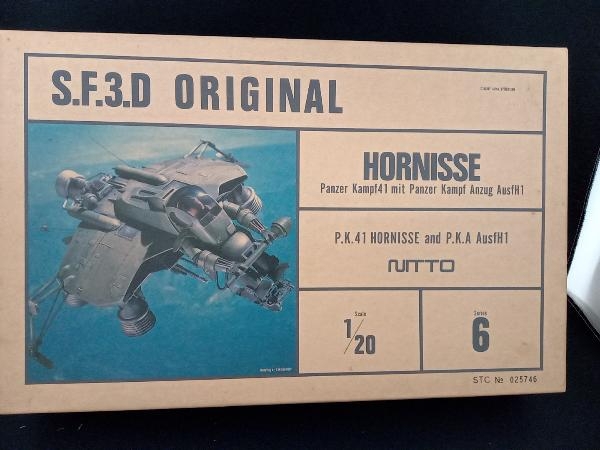 S.F.3.D ORIGINAL
HORNISSE
Panzer Kampf41 mit Panzer Kampf Anzug AusfH1
P.K.41 HORNISSE and P.K.A AusfH1
NITTO
Scale
1/20
Series
6
STC No 025746